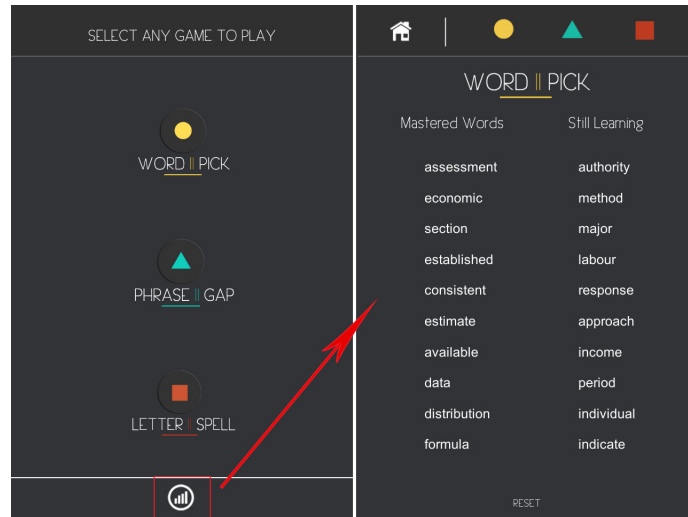 SELECT ANY GAME TO PLAY
WORD || PICK
PHRASE || GAP
LETTER || SPELL
WORD || PICK
Mastered Words Still Learning
assessment authority
economic method
section major
established labour
consistent response
estimate approach
available income
data period
distribution individual
formula indicate
RESET